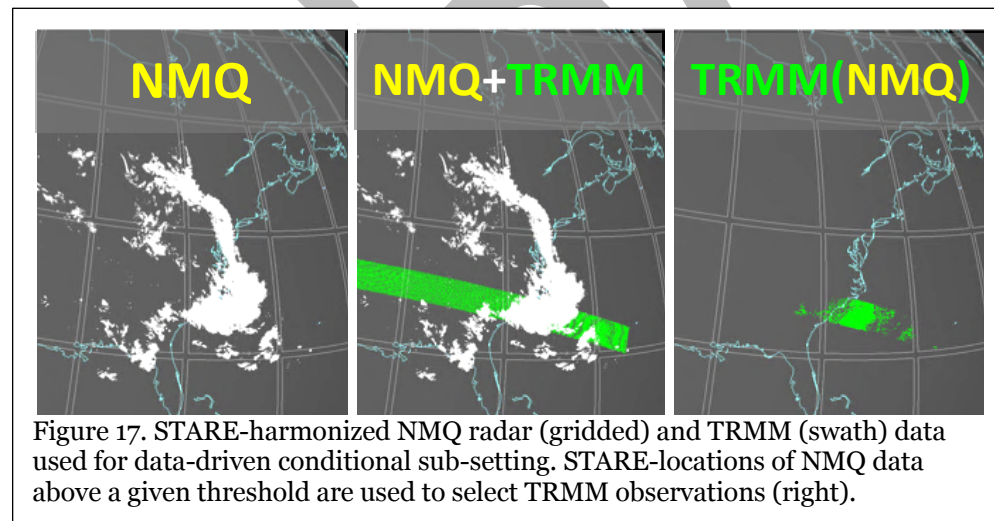 NMQ
NMQ+TRMM
TRMM(NMQ)
Figure 17. STARE-harmonized NMQ radar (gridded) and TRMM (swath) data
used for data-driven conditional sub-setting. STARE-locations of NMQ data
above a given threshold are used to select TRMM observations (right).